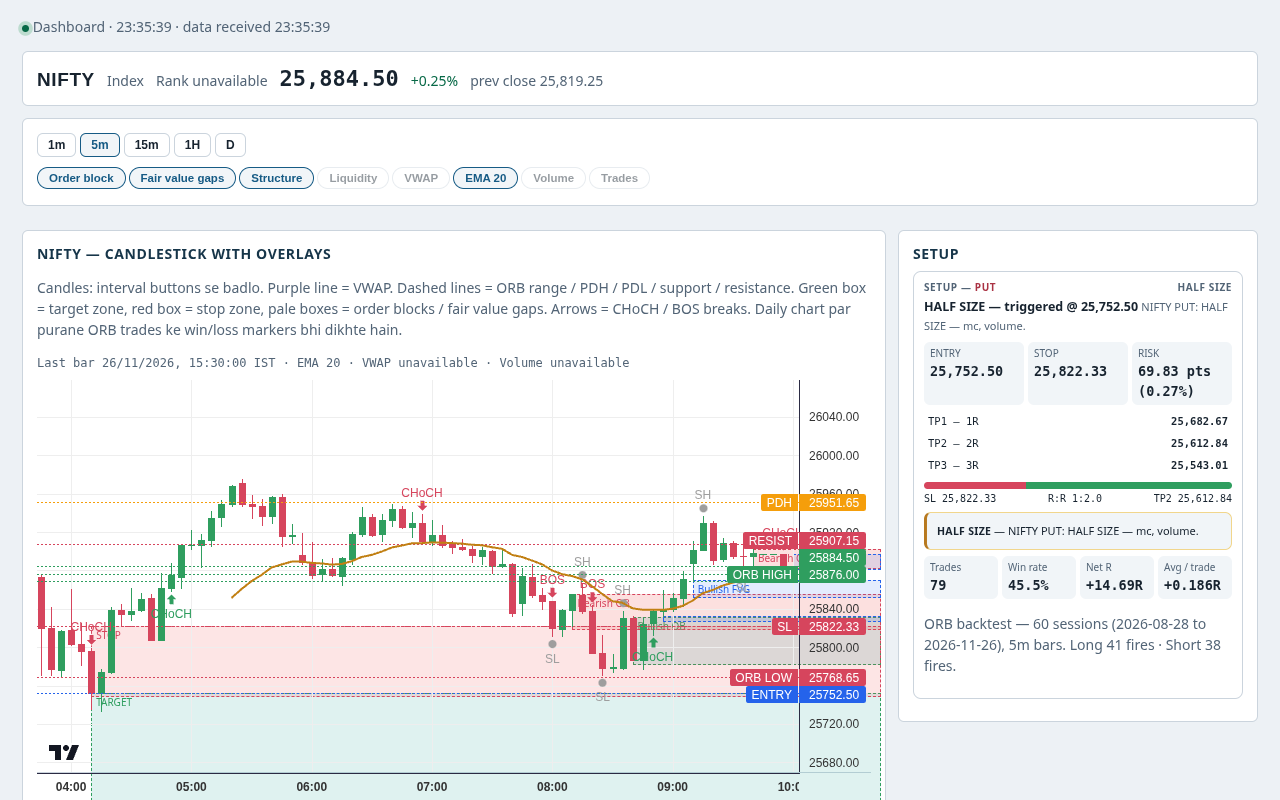 Dashboard · 23:35:39 · data received 23:35:39
NIFTY Index Rank unavailable 25,884.50 +0.25% prev close 25,819.25
1m 5m 15m 1H D
Order block Fair value gaps Structure Liquidity VWAP EMA 20 Volume Trades
NIFTY — CANDLESTICK WITH OVERLAYS
Candles: interval buttons se badlo. Purple line = VWAP. Dashed lines = ORB range / PDH / PDL / support / resistance. Green box
= target zone, red box = stop zone, pale boxes = order blocks / fair value gaps. Arrows = CHoCH / BOS breaks. Daily chart par
purane ORB trades ke win/loss markers bhi dikhte hain.
Last bar 26/11/2026, 15:30:00 IST · EMA 20 · VWAP unavailable · Volume unavailable
26040.00
26000.00
25960.00
CHoCH
SH
PDH 25951.65
25920.00
CHoCH
RESIST 25907.15
Bearish
25884.50
SH
ORB HIGH 25876.00
BOS
BOS
SH
Bullish FVG
Bearish OB
25840.00
CHoCH
CHoCH
STOP
Bullish OB
SL 25822.33
SL
CHoCH
25800.00
ORB LOW 25768.65
SL
ENTRY 25752.50
TARGET
25720.00
25680.00
04:00 05:00 06:00 07:00 08:00 09:00
SETUP
SETUP — PUT HALF SIZE
HALF SIZE — triggered @ 25,752.50 NIFTY PUT: HALF
SIZE — mc, volume.
ENTRY STOP RISK
25,752.50 25,822.33 69.83 pts
(0.27%)
TP1 — 1R 25,682.67
TP2 — 2R 25,612.84
TP3 — 3R 25,543.01
SL 25,822.33 R:R 1:2.0 TP2 25,612.84
HALF SIZE — NIFTY PUT: HALF SIZE — mc, volume.
Trades Win rate Net R Avg / trade
79 45.5% +14.69R +0.186R
ORB backtest — 60 sessions (2026-08-28 to
2026-11-26), 5m bars. Long 41 fires · Short 38
fires.